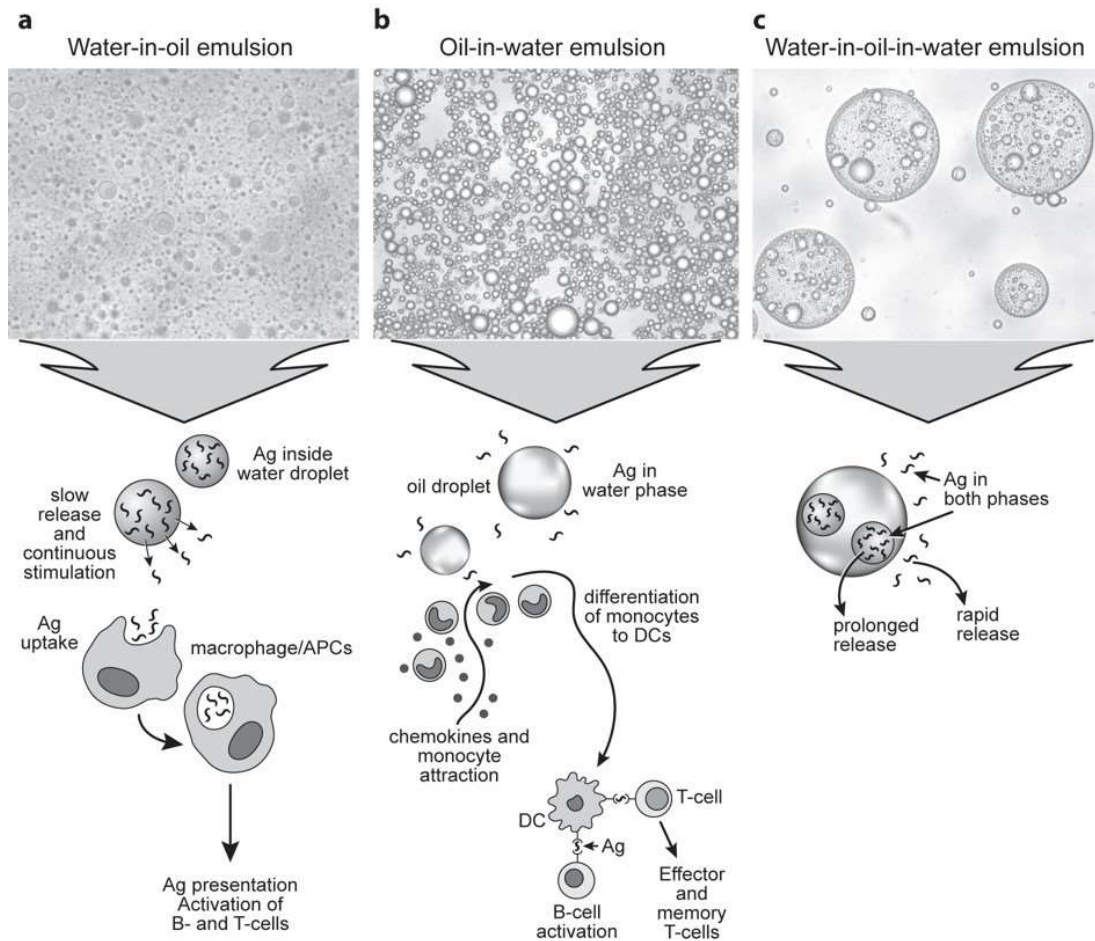 a
Water-in-oil emulsion
b
Oil-in-water emulsion
c
Water-in-oil-in-water emulsion
Ag inside
water droplet
slow
release
and
continuous
stimulation
Ag
uptake
macrophage/APCs
Ag presentation
Activation of
B- and T-cells
oil droplet
Ag in
water phase
differentiation
of monocytes
to DCs
chemokines and
monocyte
attraction
DC
T-cell
Ag
B-cell
activation
Effector
and
memory
T-cells
Ag in
both phases
prolonged
release
rapid
release